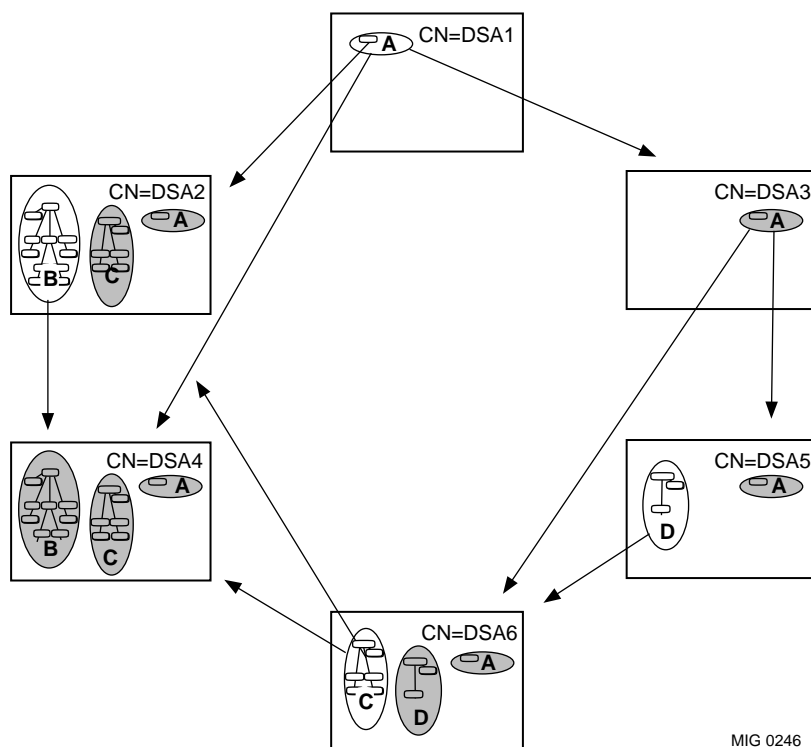 CN=DSA1
A
CN=DSA2
B
C
A
CN=DSA3
A
CN=DSA4
B
C
A
CN=DSA5
D
A
CN=DSA6
C
D
A
MIG 0246